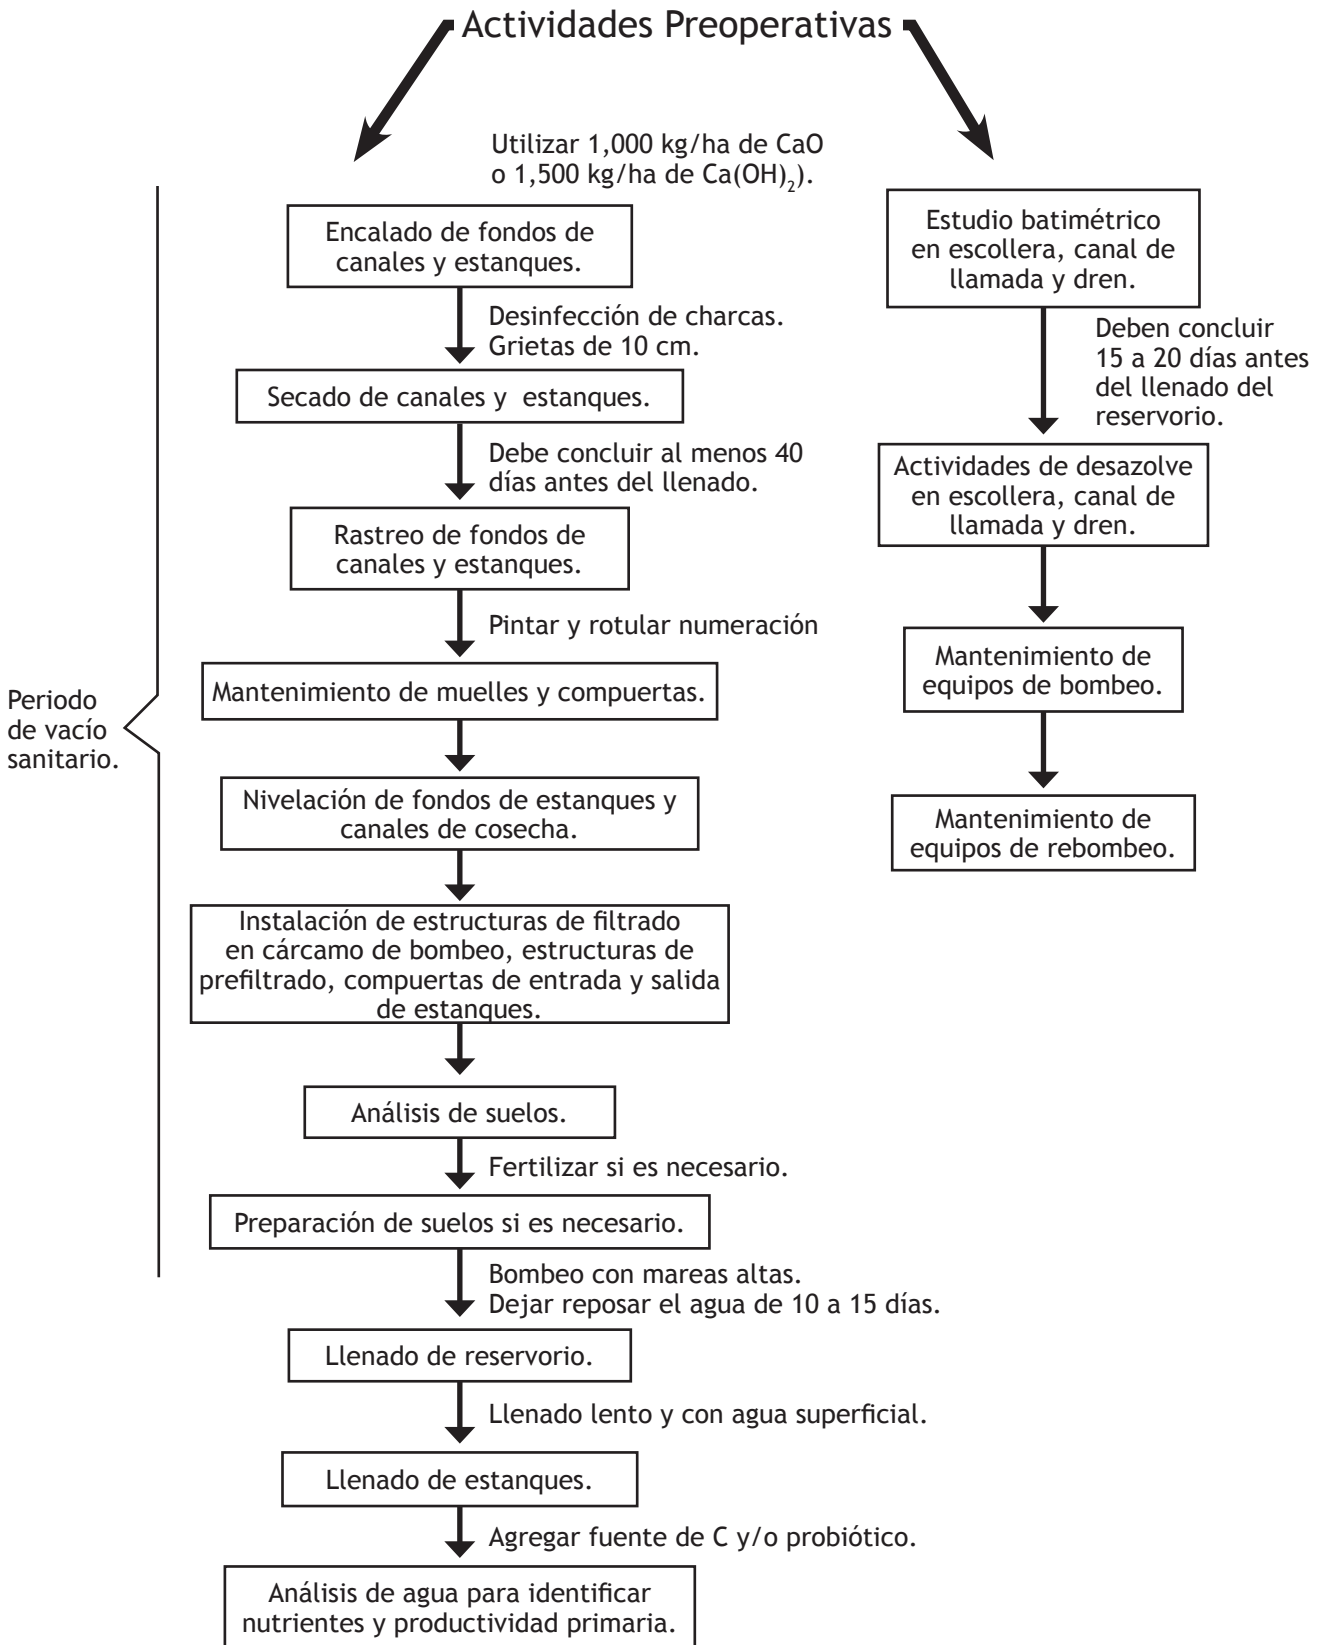 Actividades Preoperativas
Utilizar 1,000 kg/ha de CaO
o 1,500 kg/ha de Ca(OH)₂).
Encalado de fondos de
canales y estanques.
Desinfección de charcas.
Grietas de 10 cm.
Secado de canales y estanques.
Debe concluir al menos 40
días antes del llenado.
Rastreo de fondos de
canales y estanques.
Pintar y rotular numeración
Mantenimiento de muelles y compuertas.
Periodo
de vacío
sanitario.
Nivelación de fondos de estanques y
canales de cosecha.
Instalación de estructuras de filtrado
en cárcamo de bombeo, estructuras de
prefiltrado, compuertas de entrada y salida
de estanques.
Análisis de suelos.
Fertilizar si es necesario.
Preparación de suelos si es necesario.
Bombeo con mareas altas.
Dejar reposar el agua de 10 a 15 días.
Llenado de reservorio.
Llenado lento y con agua superficial.
Llenado de estanques.
Agregar fuente de C y/o probiótico.
Análisis de agua para identificar
nutrientes y productividad primaria.
Estudio batimétrico
en escollera, canal de
llamada y dren.
Deben concluir
15 a 20 días antes
del llenado del
reservorio.
Actividades de desazolve
en escollera, canal de
llamada y dren.
Mantenimiento de
equipos de bombeo.
Mantenimiento de
equipos de rebombeo.